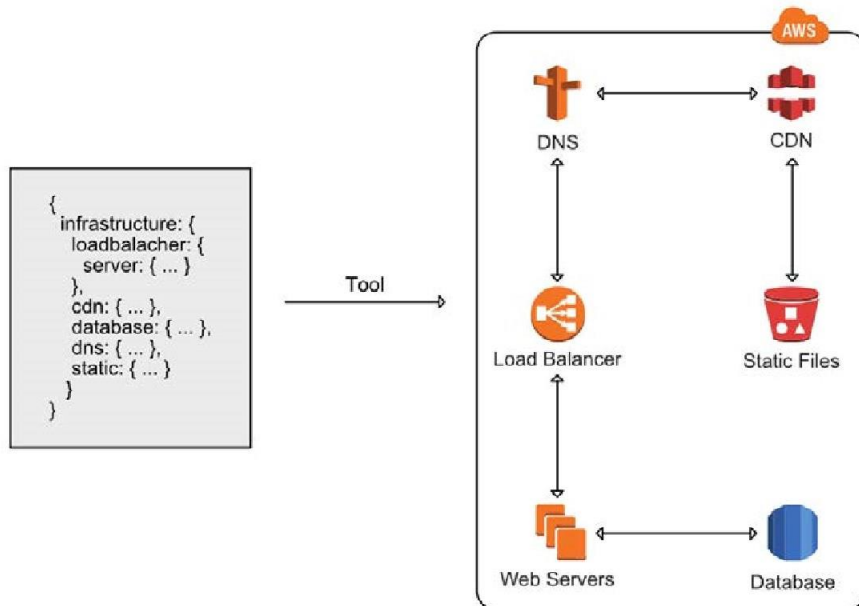 {
infrastructure: {
loadbalacher: {
server: { ... }
},
cdn: { ... },
database: { ... },
dns: { ... },
static: { ... }
}
}
Tool
AWS
DNS
CDN
Load Balancer
Static Files
Web Servers
Database